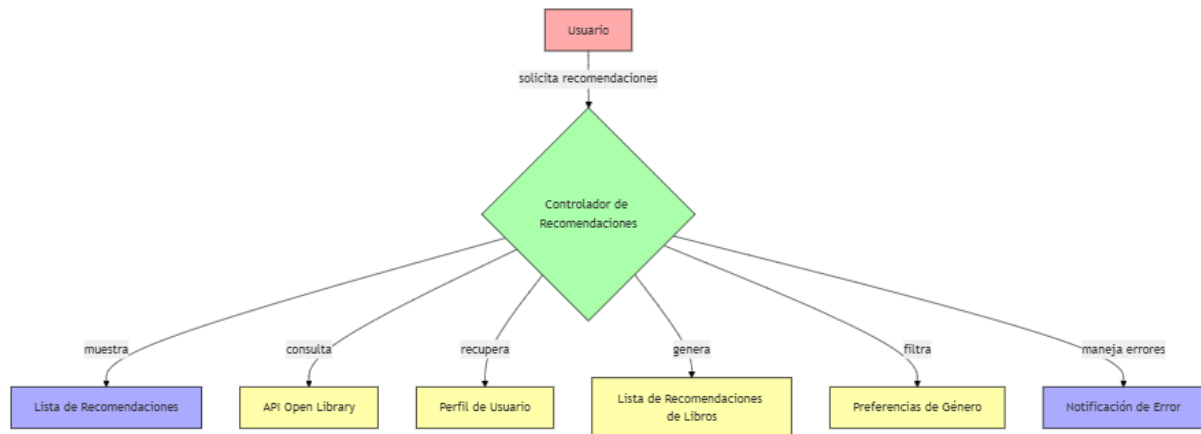 Usuario
solicita recomendaciones
Controlador de
Recomendaciones
muestra
consulta
recupera
genera
filtra
maneja errores
Lista de Recomendaciones
API Open Library
Perfil de Usuario
Lista de Recomendaciones
de Libros
Preferencias de Género
Notificación de Error